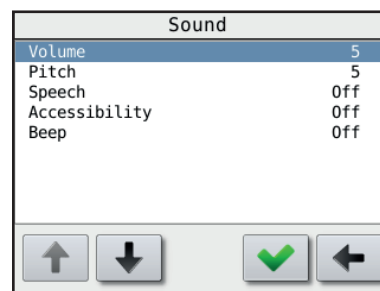 Sound
Volume 5
Pitch 5
Speech Off
Accessibility Off
Beep Off